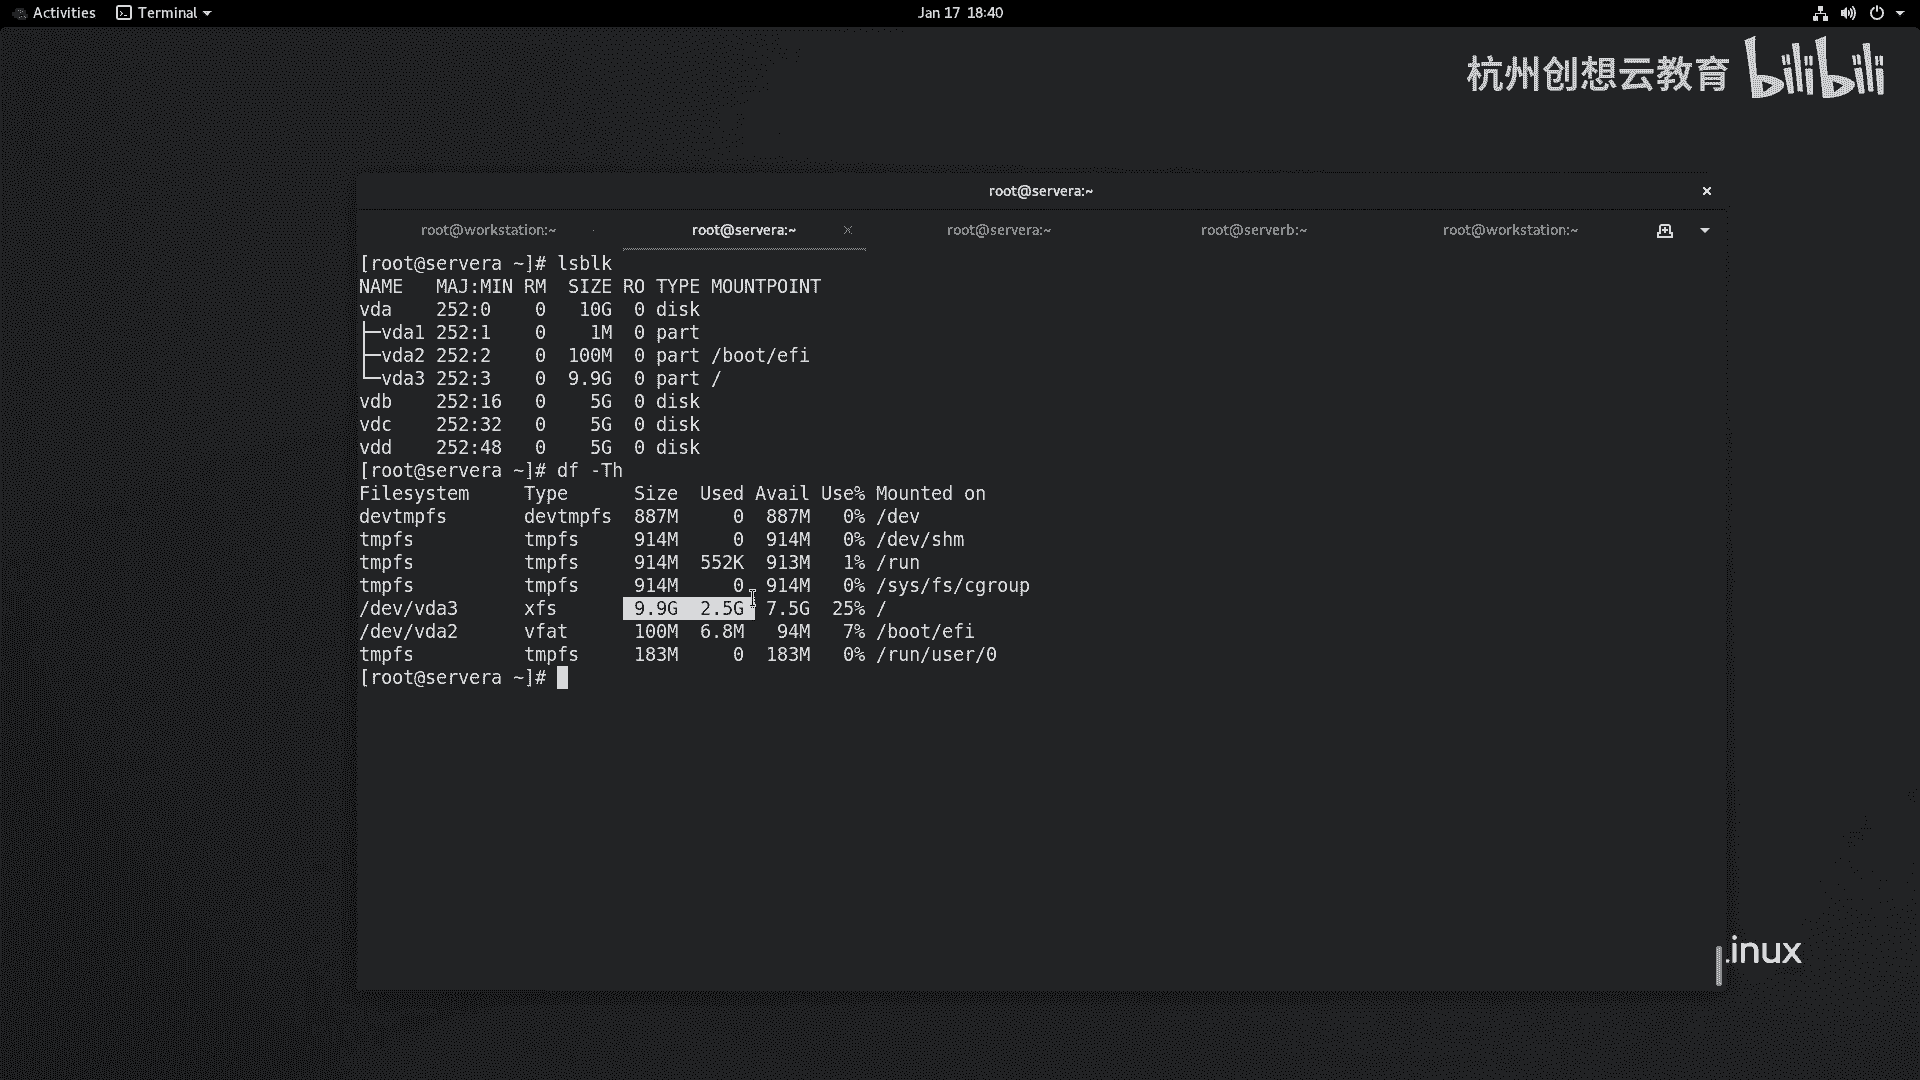 Activities Terminal Jan 17 18:40
杭州创想云教育 bilibili
root@servera:~
root@workstation:~ root@servera:~ root@servera:~ root@serverb:~ root@workstation:~
[root@servera ~]# lsblk
NAME   MAJ:MIN RM  SIZE RO TYPE MOUNTPOINT
vda    252:0    0   10G  0 disk
├─vda1 252:1    0    1M  0 part
├─vda2 252:2    0  100M  0 part /boot/efi
└─vda3 252:3    0  9.9G  0 part /
vdb    252:16   0    5G  0 disk
vdc    252:32   0    5G  0 disk
vdd    252:48   0    5G  0 disk
[root@servera ~]# df -Th
Filesystem     Type      Size  Used Avail Use% Mounted on
devtmpfs       devtmpfs  887M     0  887M   0% /dev
tmpfs          tmpfs     914M     0  914M   0% /dev/shm
tmpfs          tmpfs     914M  552K  913M   1% /run
tmpfs          tmpfs     914M     0  914M   0% /sys/fs/cgroup
/dev/vda3      xfs       9.9G  2.5G  7.5G  25% /
/dev/vda2      vfat      100M  6.8M   94M   7% /boot/efi
tmpfs          tmpfs     183M     0  183M   0% /run/user/0
[root@servera ~]#
inux